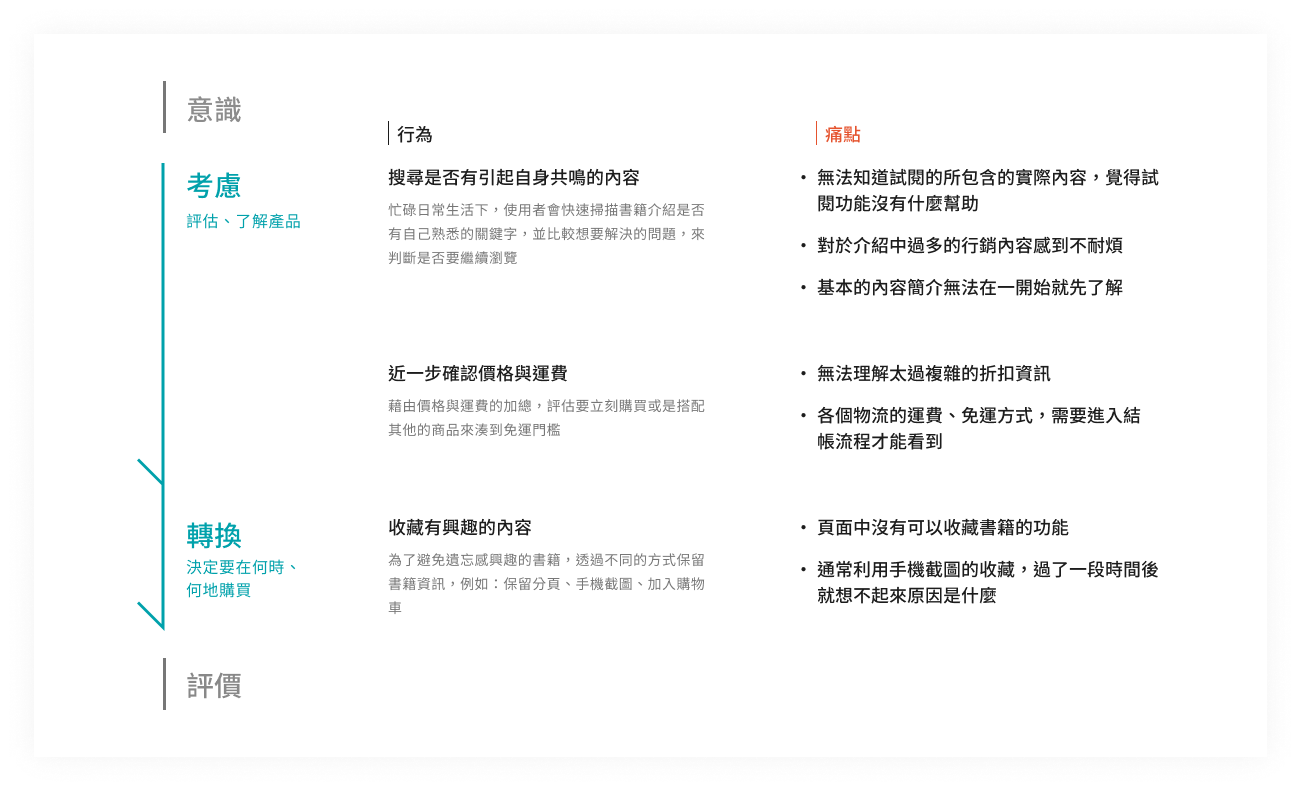 意識
行為
痛點
考慮
評估、了解產品
搜尋是否有引起自身共鳴的內容
忙碌日常生活下，使用者會快速掃描書籍介紹是否
有自己熟悉的關鍵字，並比較想要解決的問題，來
判斷是否要繼續瀏覽
• 無法知道試閱的所包含的實際內容，覺得試
閱功能沒有什麼幫助
• 對於介紹中過多的行銷內容感到不耐煩
• 基本的內容簡介無法在一開始就先了解
近一步確認價格與運費
藉由價格與運費的加總，評估要立刻購買或是搭配
其他的商品來湊到免運門檻
• 無法理解太過複雜的折扣資訊
• 各個物流的運費、免運方式，需要進入結
帳流程才能看到
轉換
決定要在何時、
何地購買
收藏有興趣的內容
為了避免遺忘感興趣的書籍，透過不同的方式保留
書籍資訊，例如：保留分頁、手機截圖、加入購物
車
• 頁面中沒有可以收藏書籍的功能
• 通常利用手機截圖的收藏，過了一段時間後
就想不起來原因是什麼
評價